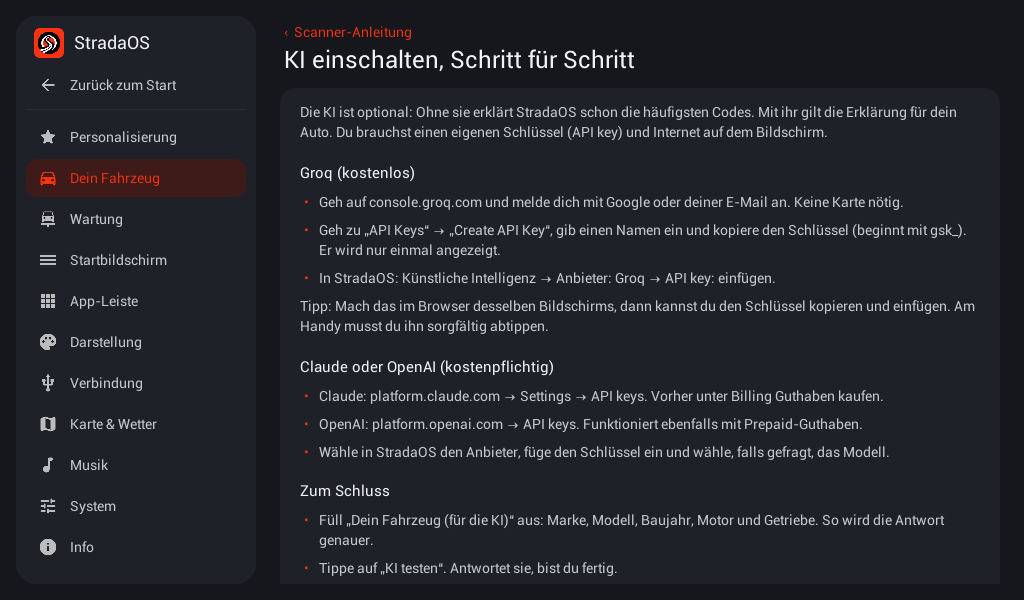 StradaOS
Zurück zum Start
Personalisierung
Dein Fahrzeug
Wartung
Startbildschirm
App-Leiste
Darstellung
Verbindung
Karte & Wetter
Musik
System
Info
‹ Scanner-Anleitung
KI einschalten, Schritt für Schritt
Die KI ist optional: Ohne sie erklärt StradaOS schon die häufigsten Codes. Mit ihr gilt die Erklärung für dein
Auto. Du brauchst einen eigenen Schlüssel (API key) und Internet auf dem Bildschirm.
Groq (kostenlos)
• Geh auf console.groq.com und melde dich mit Google oder deiner E-Mail an. Keine Karte nötig.
• Geh zu „API Keys“ → „Create API Key“, gib einen Namen ein und kopiere den Schlüssel (beginnt mit gsk_).
Er wird nur einmal angezeigt.
• In StradaOS: Künstliche Intelligenz → Anbieter: Groq → API key: einfügen.
Tipp: Mach das im Browser desselben Bildschirms, dann kannst du den Schlüssel kopieren und einfügen. Am
Handy musst du ihn sorgfältig abtippen.
Claude oder OpenAI (kostenpflichtig)
• Claude: platform.claude.com → Settings → API keys. Vorher unter Billing Guthaben kaufen.
• OpenAI: platform.openai.com → API keys. Funktioniert ebenfalls mit Prepaid-Guthaben.
• Wähle in StradaOS den Anbieter, füge den Schlüssel ein und wähle, falls gefragt, das Modell.
Zum Schluss
• Füll „Dein Fahrzeug (für die KI)“ aus: Marke, Modell, Baujahr, Motor und Getriebe. So wird die Antwort
genauer.
• Tippe auf „KI testen“. Antwortet sie, bist du fertig.